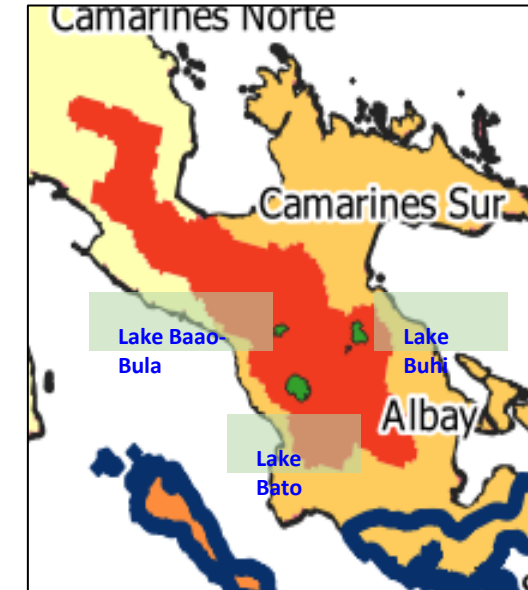 Camarines Norte
Camarines Sur
Lake Baao-
Bula
Lake
Buhi
Albay
Lake
Bato